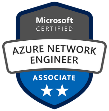 Microsoft
CERTIFIED
AZURE NETWORK
ENGINEER
ASSOCIATE